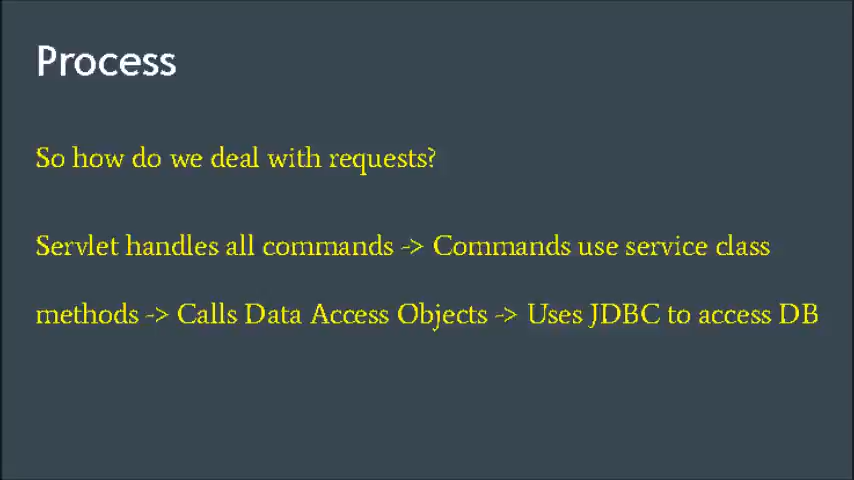 Process
So how do we deal with requests?
Servlet handles all commands -> Commands use service class
methods -> Calls Data Access Objects -> Uses JDBC to access DB